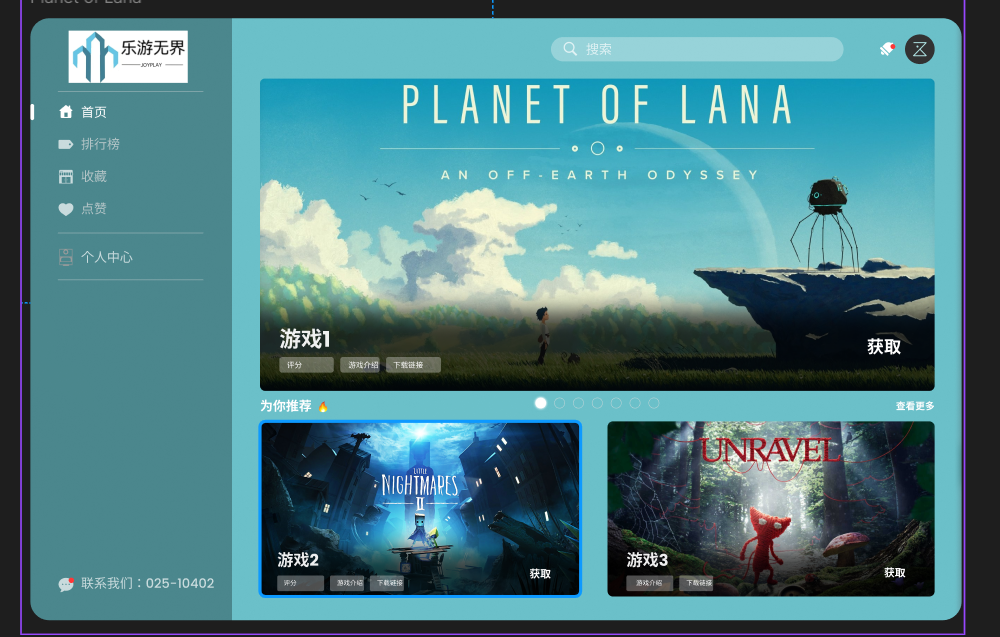 Planet of Lana
乐游无界
JOYPLAY
搜索
首页
排行榜
收藏
点赞
个人中心
联系我们：025-10402
PLANET OF LANA
AN OFF-EARTH ODYSSEY
游戏1
评分
游戏介绍
下载链接
获取
为你推荐
查看更多
LITTLE
NIGHTMARES
II
游戏2
评分
游戏介绍
下载链接
获取
UNRAVEL
游戏3
游戏介绍
下载链接
获取